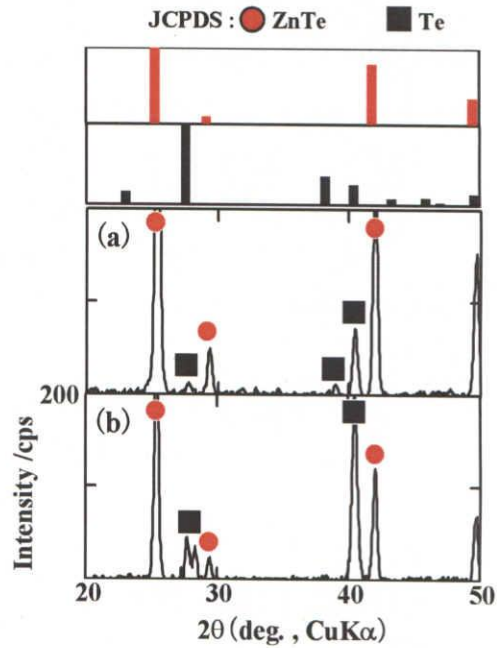 JCPDS : ZnTe Te
(a)
200
(b)
Intensity /cps
20 30 40 50
2θ (deg. , CuKα)